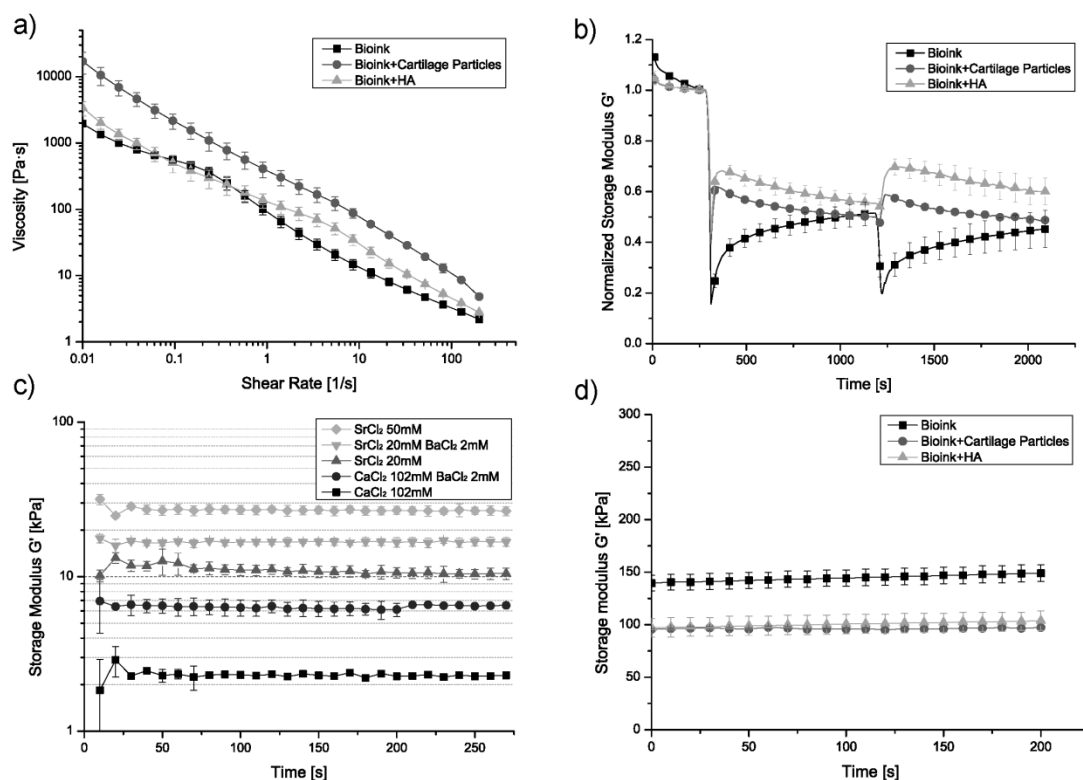 a)
Bioink
Bioink+Cartilage Particles
Bioink+HA
10000
1000
100
10
1
Viscosity [Pa·s]
0.01 0.1 1 10 100
Shear Rate [1/s]
b)
Bioink
Bioink+Cartilage Particles
Bioink+HA
1.2
1.0
0.8
0.6
0.4
0.2
0.0
Normalized Storage Modulus G'
0 500 1000 1500 2000
Time [s]
c)
SrCl₂ 50mM
SrCl₂ 20mM BaCl₂ 2mM
SrCl₂ 20mM
CaCl₂ 102mM BaCl₂ 2mM
CaCl₂ 102mM
100
10
1
Storage Modulus G' [kPa]
0 50 100 150 200 250
Time [s]
d)
Bioink
Bioink+Cartilage Particles
Bioink+HA
300
250
200
150
100
50
0
Storage modulus G' [kPa]
0 50 100 150 200
Time [s]